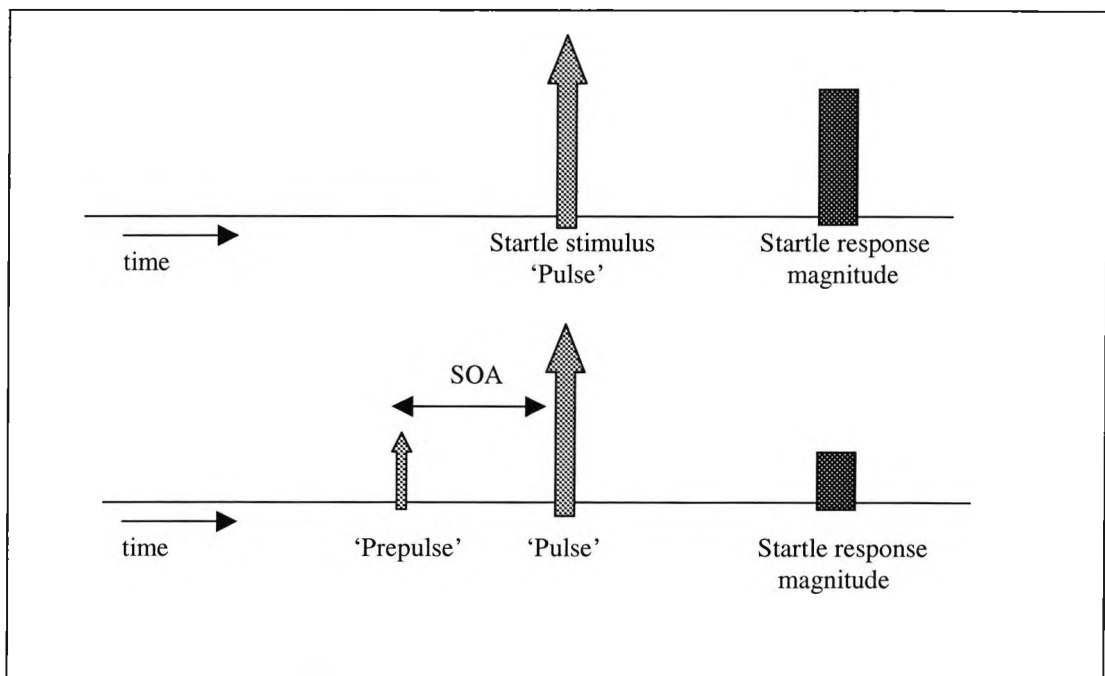 Startle stimulus
'Pulse'
Startle response
magnitude
time
SOA
time
'Prepulse'
'Pulse'
Startle response
magnitude